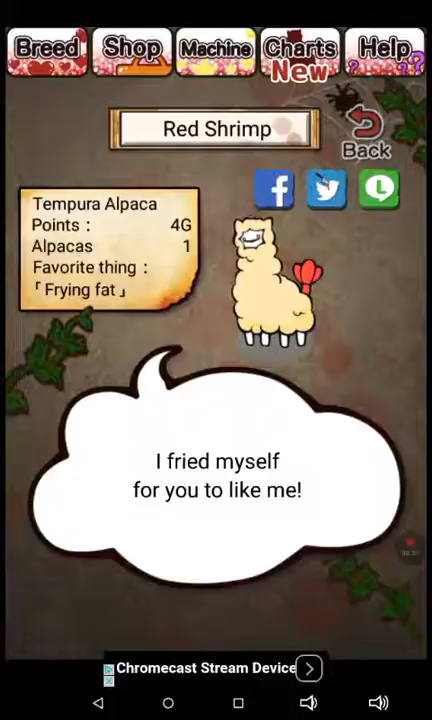 Breed Shop Machine Charts Help
New
Red Shrimp
Back
Tempura Alpaca
Points : 4G
Alpacas 1
Favorite thing :
「Frying fat」
I fried myself
for you to like me!
Chromecast Stream Device